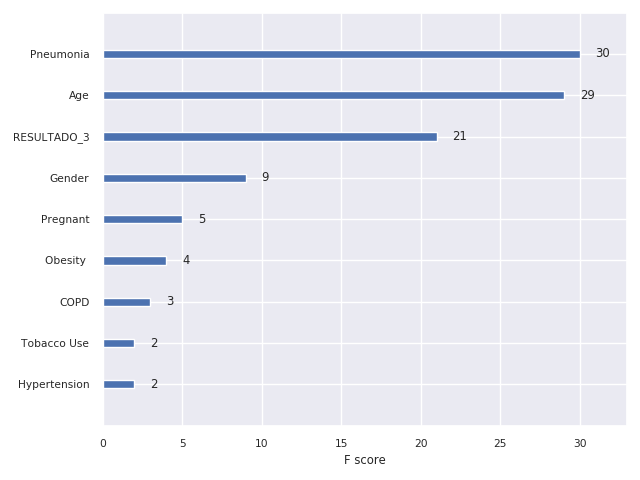 Pneumonia 30
Age 29
RESULTADO_3 21
Gender 9
Pregnant 5
Obesity 4
COPD 3
Tobacco Use 2
Hypertension 2
0 5 10 15 20 25 30
F score